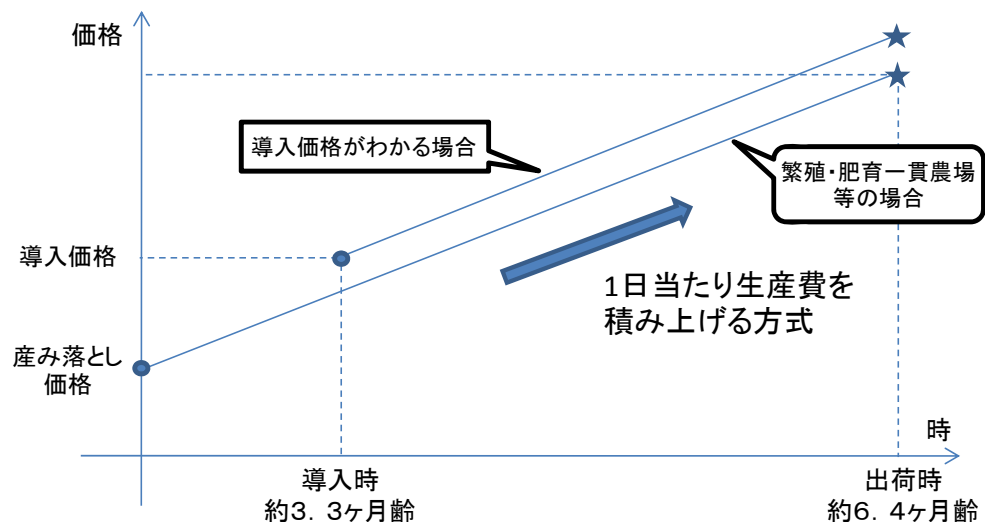 価格
導入価格がわかる場合
繁殖・肥育一貫農場
等の場合
導入価格
1日当たり生産費を
積み上げる方式
産み落とし
価格
時
導入時
約3．3ヶ月齢
出荷時
約6．4ヶ月齢